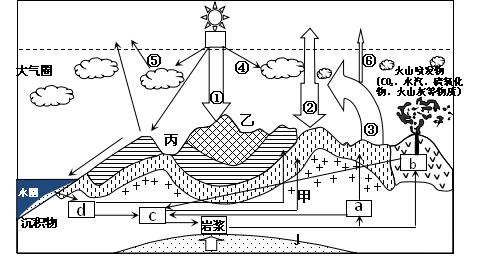 ⑤
④
⑥
大气圈
火山喷发物
(CO₂、水汽、硫氧化
物、火山灰等物质)
①
②
③
乙
丙
b
水圈
甲
沉积物
d
c
a
岩浆
J